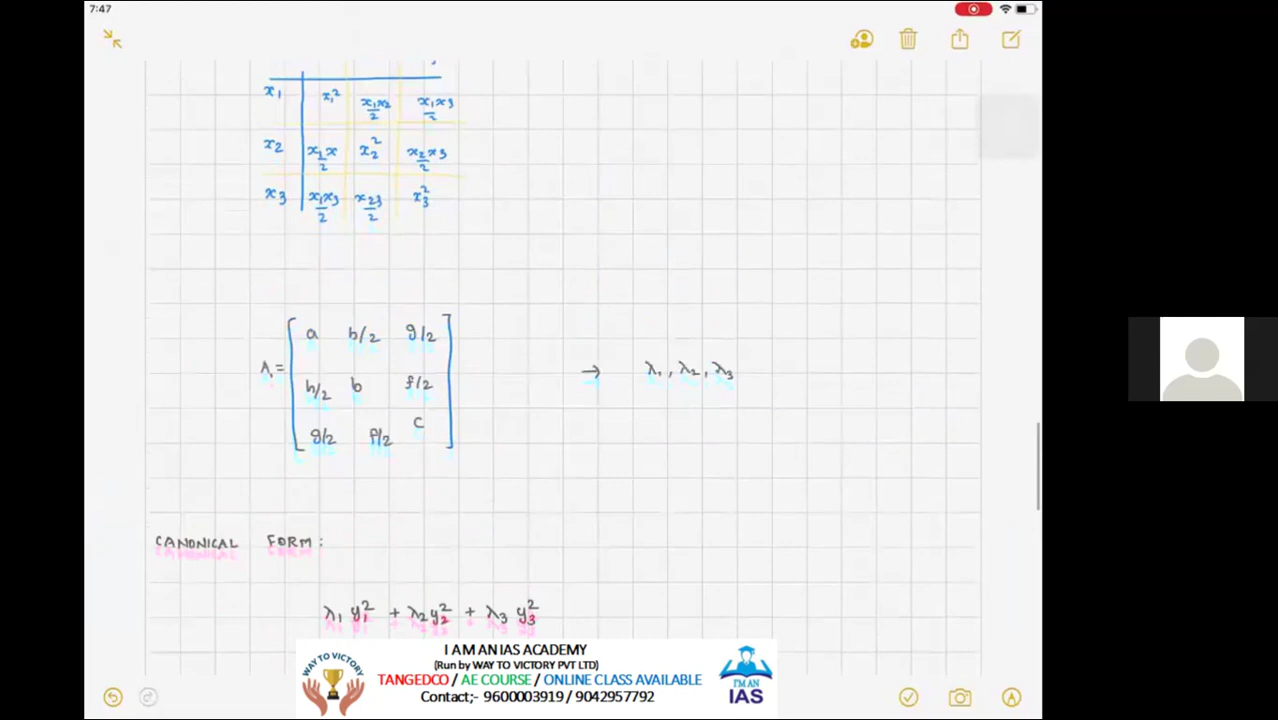 7:47
x1 x1² x1x2/2 x1x3/2
x2 x1x/2 x2² x2x3/2
x3 x1x3/2 x23/2 x3²
a b/2 g/2
λ = h/2 b f/2 → λ1, λ2, λ3
g/2 f/2 c
CANONICAL FORM :
λ1 y1² + λ2 y2² + λ3 y3²
I AM AN IAS ACADEMY
(Run by WAY TO VICTORY PVT LTD)
TANGEDCO / AE COURSE / ONLINE CLASS AVAILABLE
Contact;- 9600003919 / 9042957792
WAY TO VICTORY
I'M AN
IAS